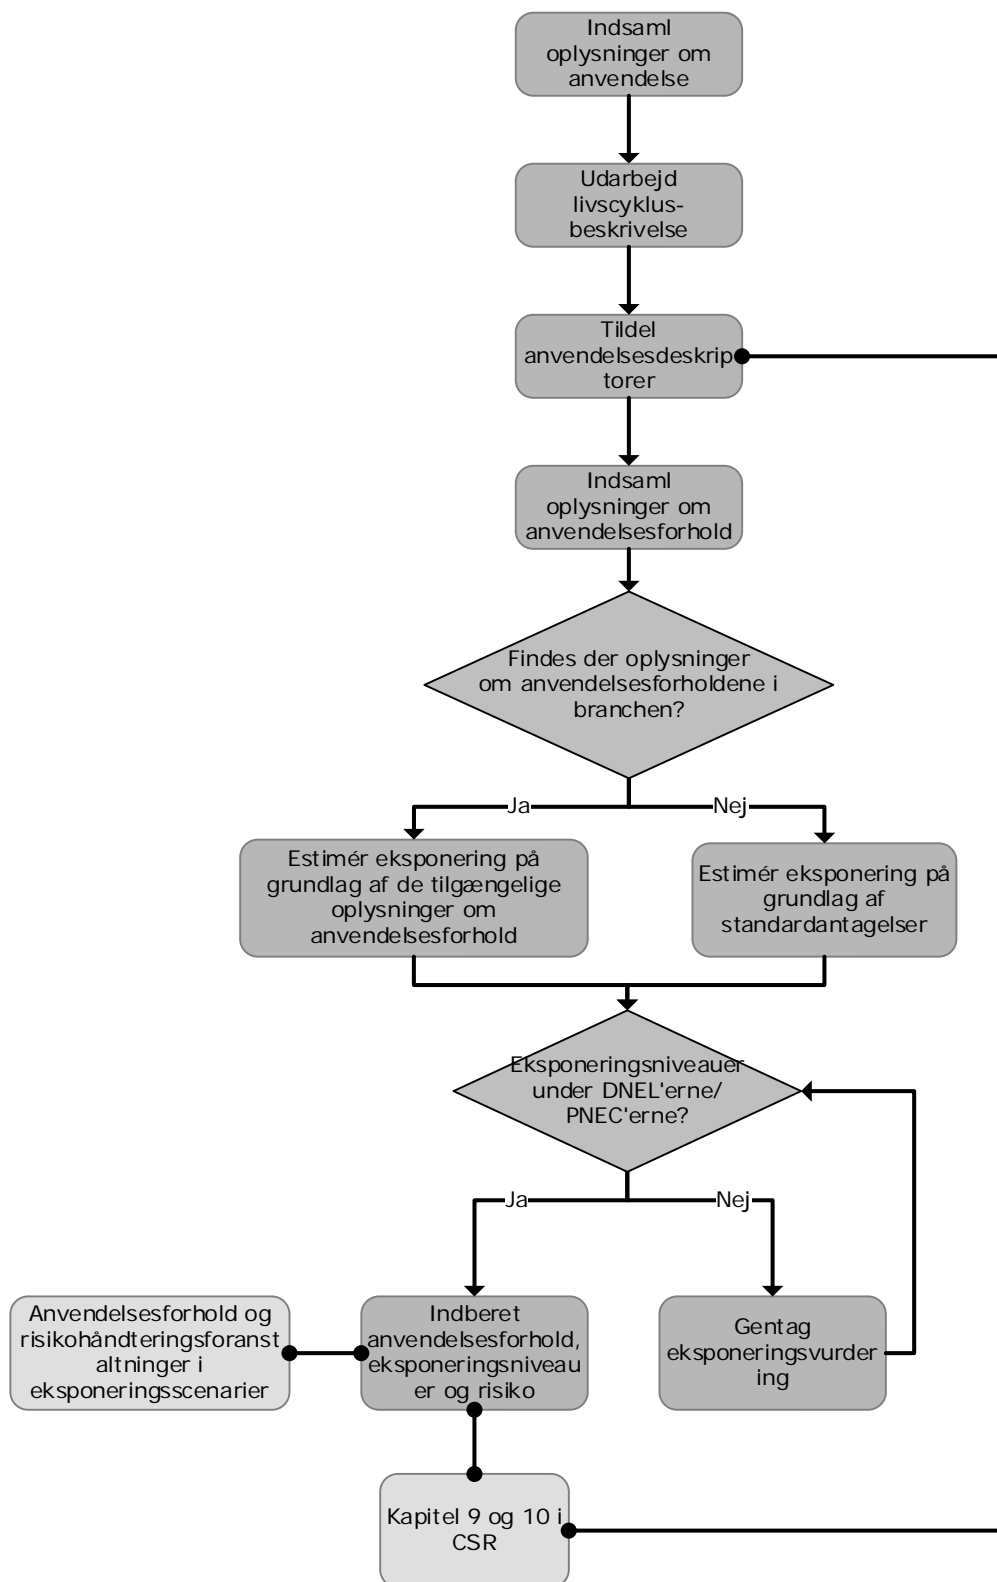 Indsaml
oplysninger om
anvendelse
Udarbejd
livscyklus-
beskrivelse
Tildel
anvendelsesdeskrip
torer
Indsaml
oplysninger om
anvendelsesforhold
Findes der oplysninger
om anvendelsesforholdene i
branchen?
Ja
Nej
Estimér eksponering på
grundlag af de tilgængelige
oplysninger om
anvendelsesforhold
Estimér eksponering på
grundlag af
standardantagelser
Eksponeringsniveauer
under DNEL'erne/
PNEC'erne?
Ja
Nej
Anvendelsesforhold og
risikohåndteringsforanst
altninger i
eksponeringsscenarier
Indberet
anvendelsesforhold,
eksponeringsniveau
er og risiko
Gentag
eksponeringsvurder
ing
Kapitel 9 og 10 i
CSR